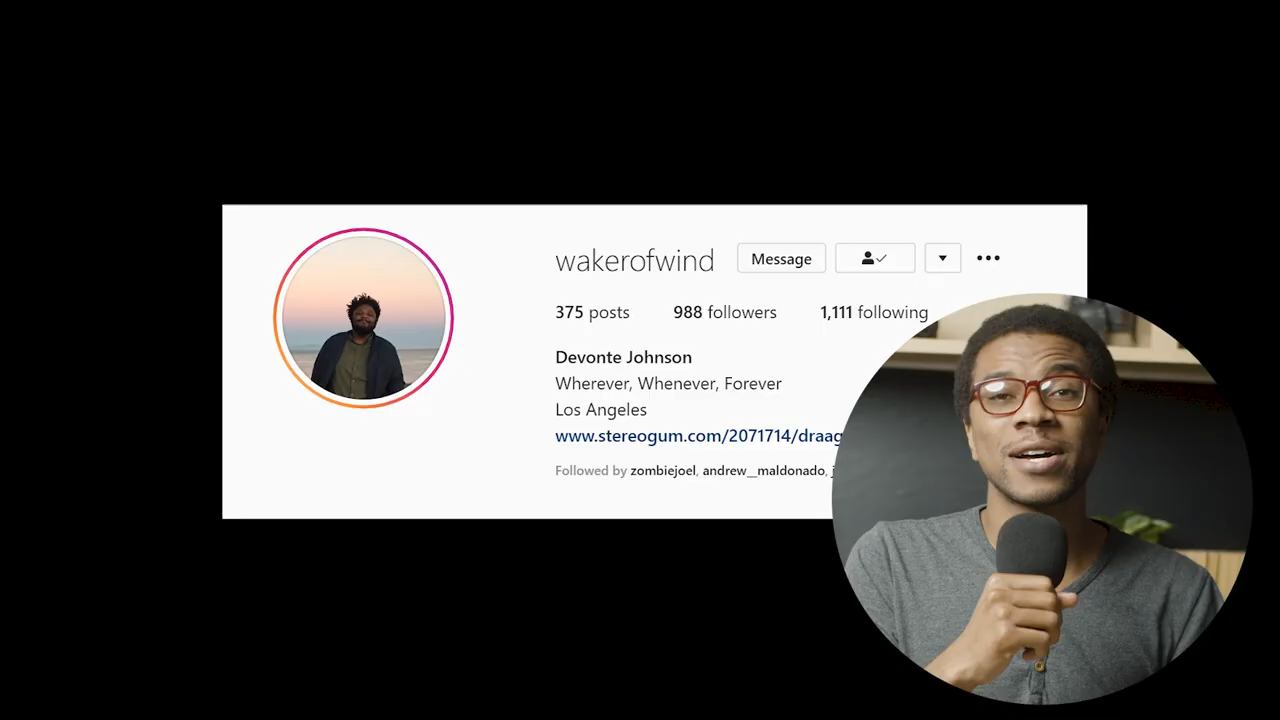 wakerofwind Message
375 posts 988 followers 1,111 following
Devonte Johnson
Wherever, Whenever, Forever
Los Angeles
www.stereogum.com/2071714/draag
Followed by zombiejoel, andrew__maldonado,